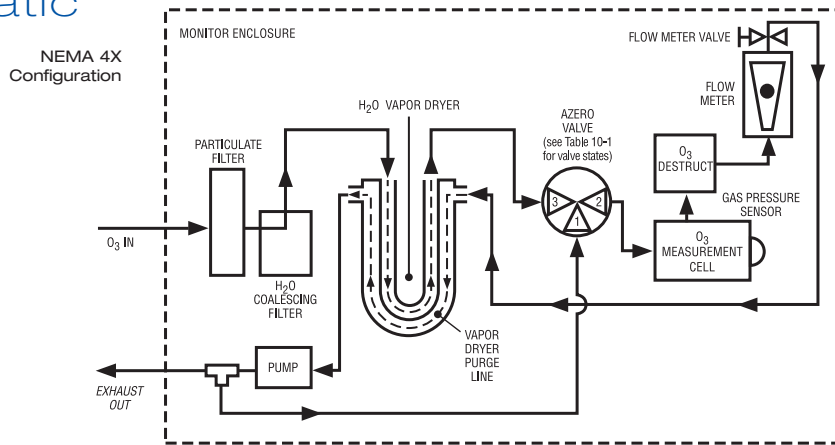 NEMA 4X
Configuration
MONITOR ENCLOSURE
FLOW METER VALVE
FLOW
METER
H₂O VAPOR DRYER
AZERO
VALVE
(see Table 10-1
for valve states)
PARTICULATE
FILTER
O₃
DESTRUCT
GAS PRESSURE
SENSOR
3
2
1
O₃ IN
O₃
MEASUREMENT
CELL
H₂O
COALESCING
FILTER
VAPOR
DRYER
PURGE
LINE
PUMP
EXHAUST
OUT